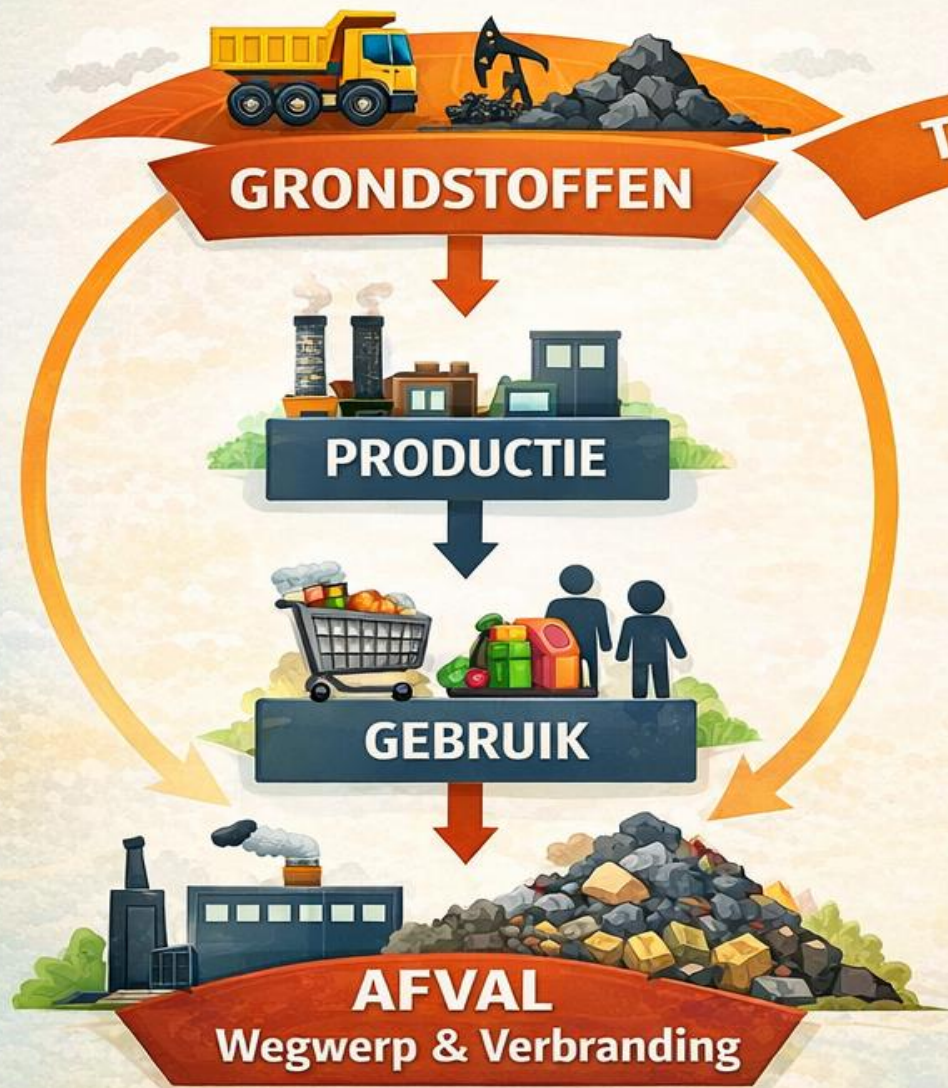 GRONDSTOFFEN
T
PRODUCTIE
GEBRUIK
AFVAL
Wegwerp & Verbranding